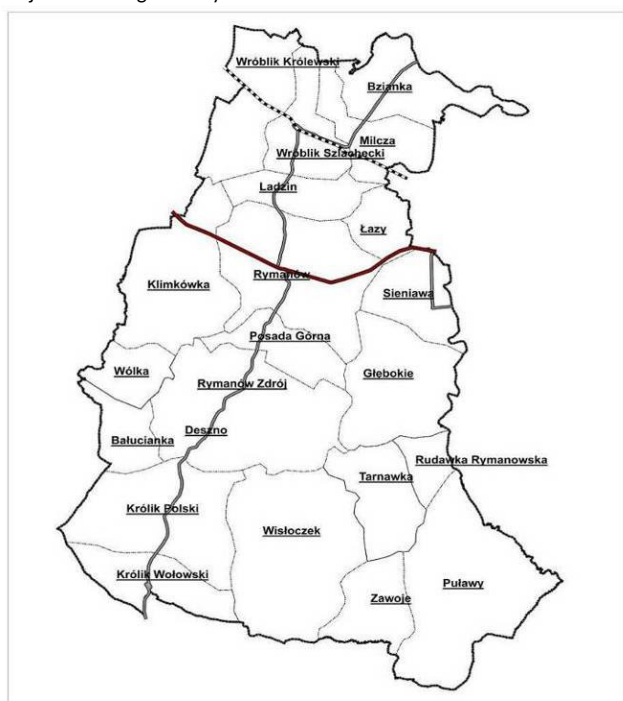 Wróblik Królewski
Bzianka
Milcza
Wróblik Szlachecki
Ladzin
Łazy
Rymanów
Klimkówka
Sieniawa
Posada Górna
Wólka
Głębokie
Rymanów Zdrój
Deszno
Bałucianka
Rudawka Rymanowska
Tarnawka
Królik Polski
Wisłoczek
Królik Wołowski
Puławy
Zawoje